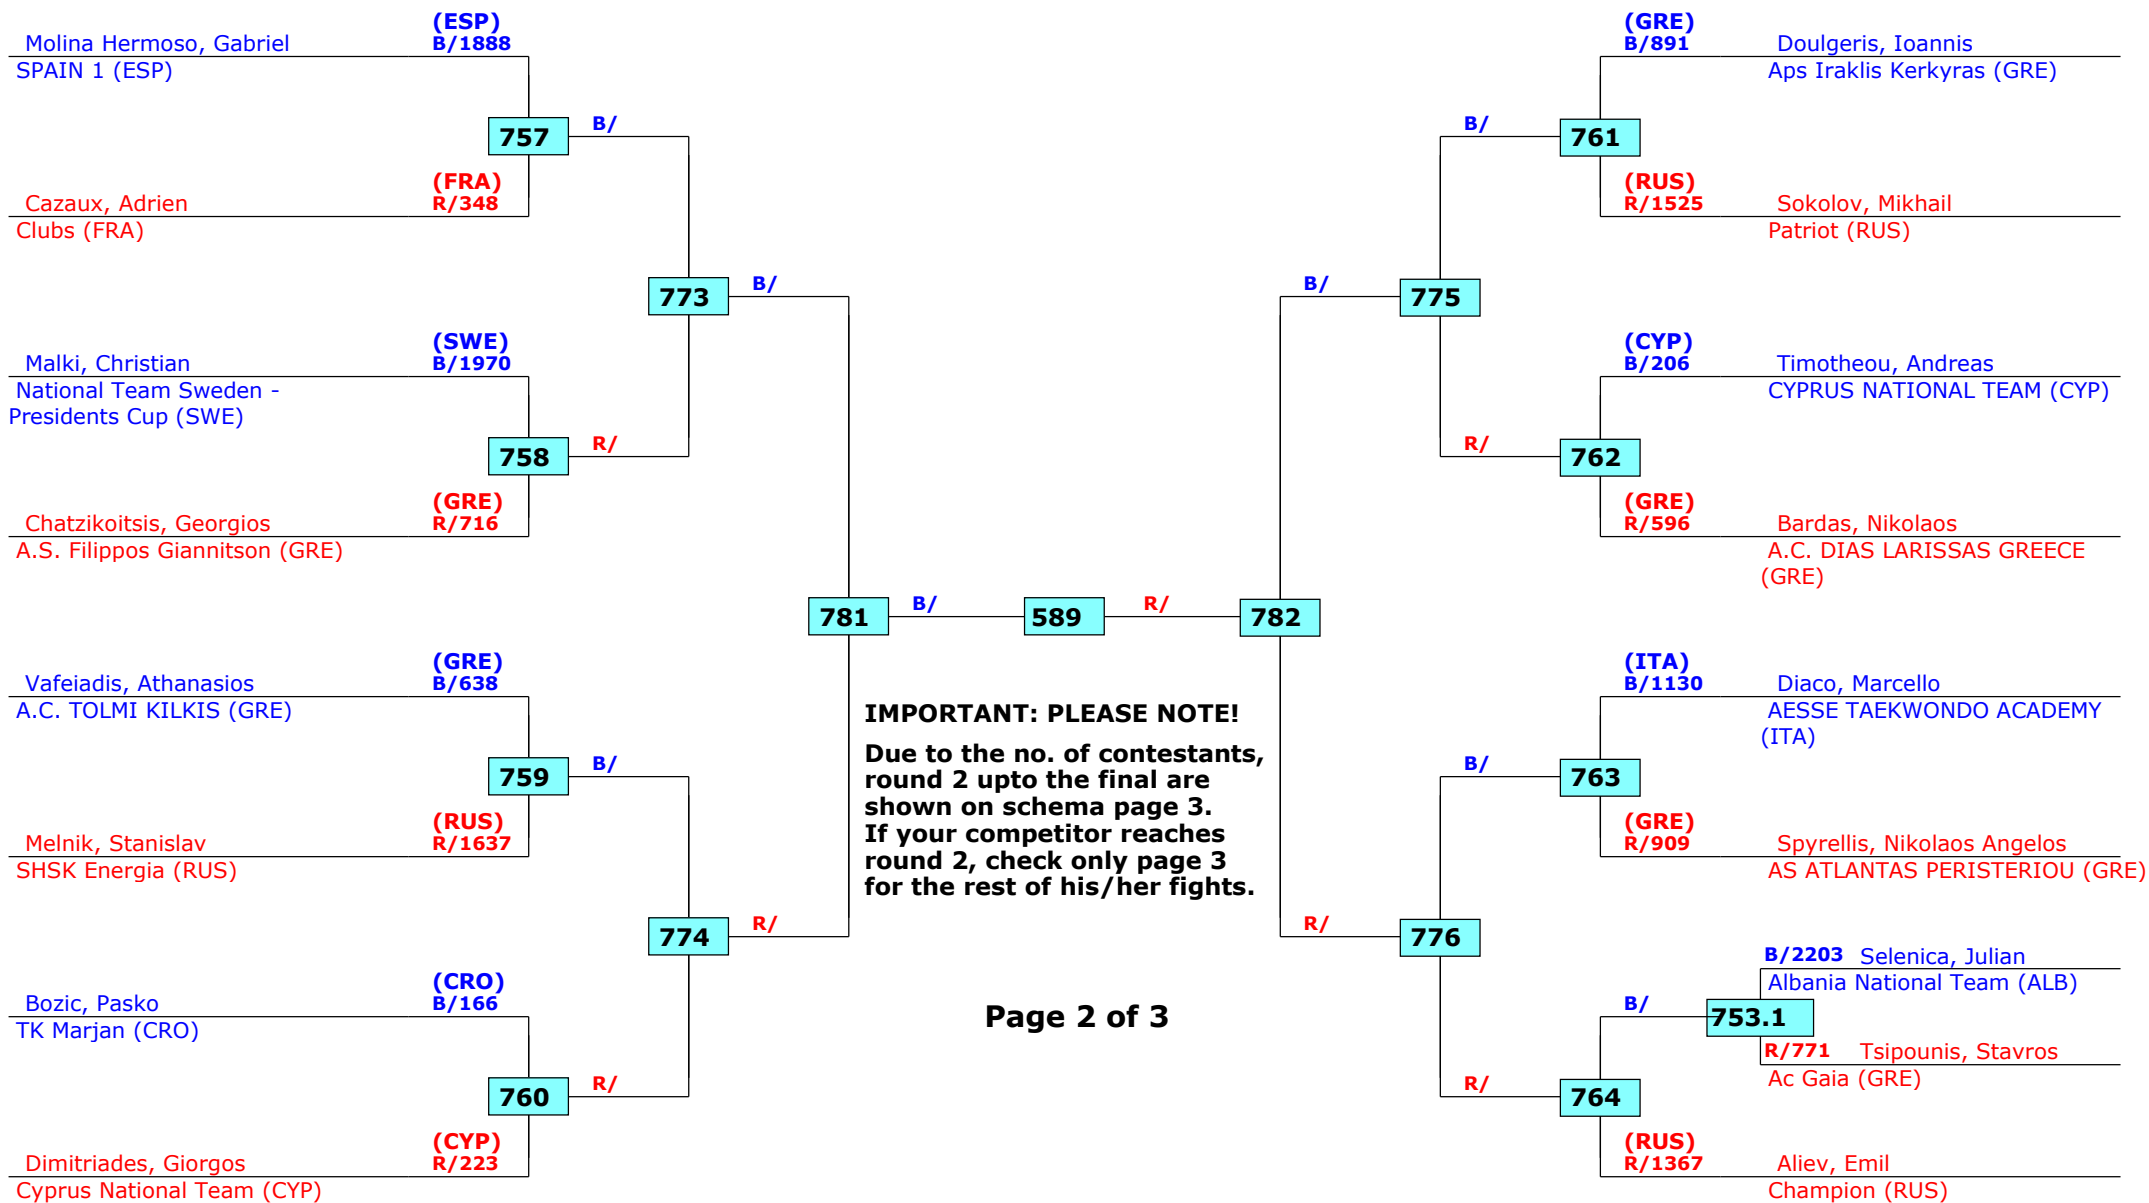 (ESP)
Molina Hermoso, Gabriel B/1888
SPAIN 1 (ESP)
757
B/
(FRA)
Cazaux, Adrien R/348
Clubs (FRA)
773
B/
(SWE)
Malki, Christian B/1970
National Team Sweden -
Presidents Cup (SWE)
758
R/
(GRE)
Chatzikoitsis, Georgios R/716
A.S. Filippos Giannitson (GRE)
781
B/
589
R/
782
(GRE)
Vafeiadis, Athanasios B/638
A.C. TOLMI KILKIS (GRE)
759
B/
(RUS)
Melnik, Stanislav R/1637
SHSK Energia (RUS)
774
R/
(CRO)
Bozic, Pasko B/166
TK Marjan (CRO)
760
R/
(CYP)
Dimitriades, Giorgos R/223
Cyprus National Team (CYP)
IMPORTANT: PLEASE NOTE!
Due to the no. of contestants,
round 2 upto the final are
shown on schema page 3.
If your competitor reaches
round 2, check only page 3
for the rest of his/her fights.
Page 2 of 3
(GRE)
B/891 Doulgeris, Ioannis
Aps Iraklis Kerkyras (GRE)
B/
761
(RUS)
R/1525 Sokolov, Mikhail
Patriot (RUS)
B/
775
(CYP)
B/206 Timotheou, Andreas
CYPRUS NATIONAL TEAM (CYP)
R/
762
(GRE)
R/596 Bardas, Nikolaos
A.C. DIAS LARISSAS GREECE
(GRE)
(ITA)
B/1130 Diaco, Marcello
AESSE TAEKWONDO ACADEMY
(ITA)
B/
763
(GRE)
R/909 Spyrellis, Nikolaos Angelos
AS ATLANTAS PERISTERIOU (GRE)
R/
776
B/2203 Selenica, Julian
Albania National Team (ALB)
B/
753.1
R/771 Tsipounis, Stavros
Ac Gaia (GRE)
R/
764
(RUS)
R/1367 Aliev, Emil
Champion (RUS)